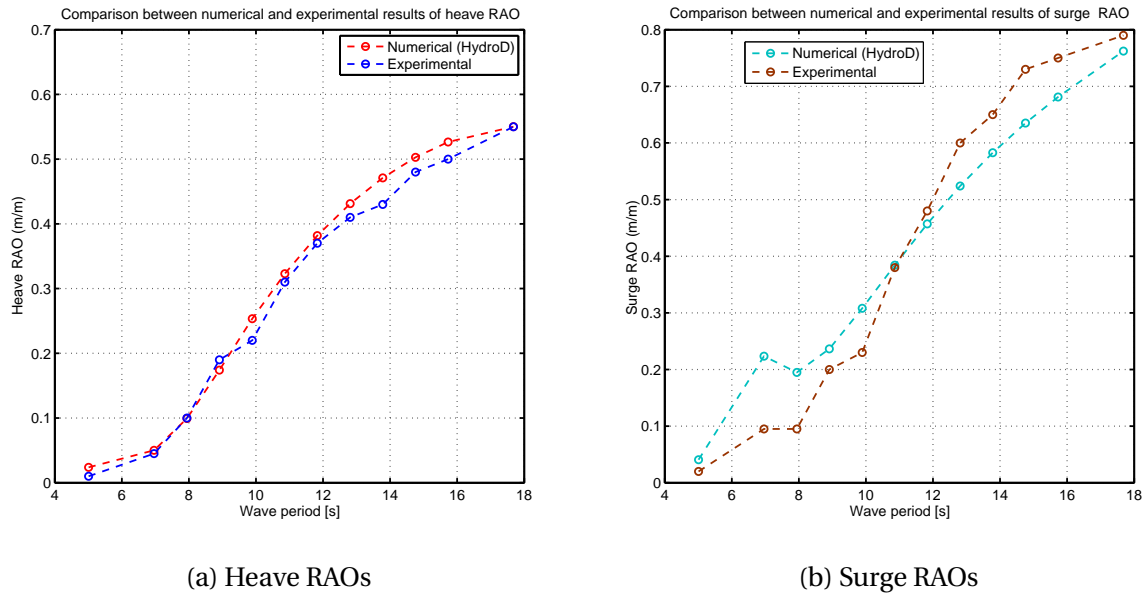 Comparison between numerical and experimental results of heave RAO
0.7
0.6
0.5
0.4
0.3
0.2
0.1
0
Heave RAO (m/m)
Numerical (HydroD)
Experimental
4 6 8 10 12 14 16 18
Wave period [s]
(a) Heave RAOs
Comparison between numerical and experimental results of surge RAO
0.8
0.7
0.6
0.5
0.4
0.3
0.2
0.1
0
Surge RAO (m/m)
Numerical (HydroD)
Experimental
4 6 8 10 12 14 16 18
Wave period [s]
(b) Surge RAOs